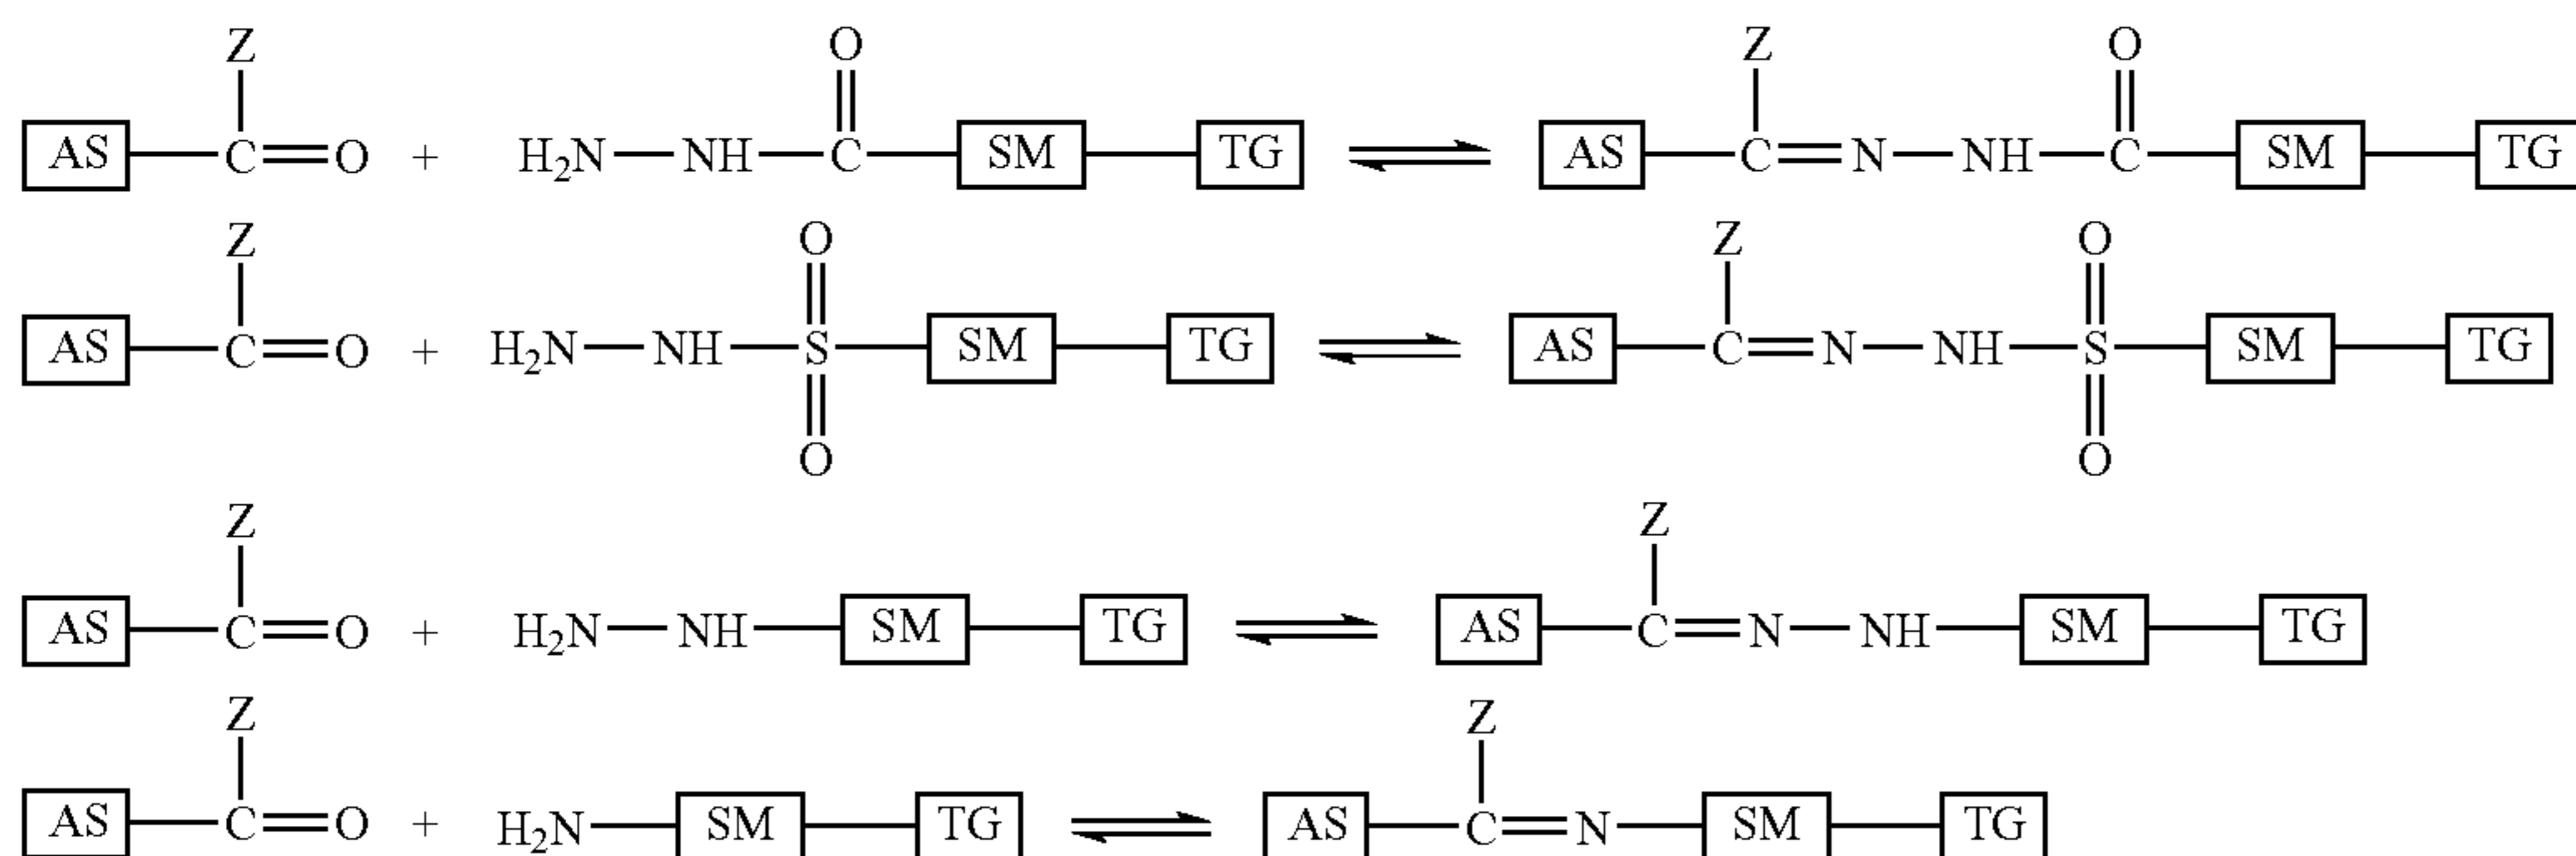 Z O Z O
AS C O + H2N NH C SM TG AS C N NH C SM TG
Z O Z O
AS C O + H2N NH S SM TG AS C N NH S SM TG
O O
Z Z
AS C O + H2N NH SM TG AS C N NH SM TG
Z Z
AS C O + H2N SM TG AS C N SM TG